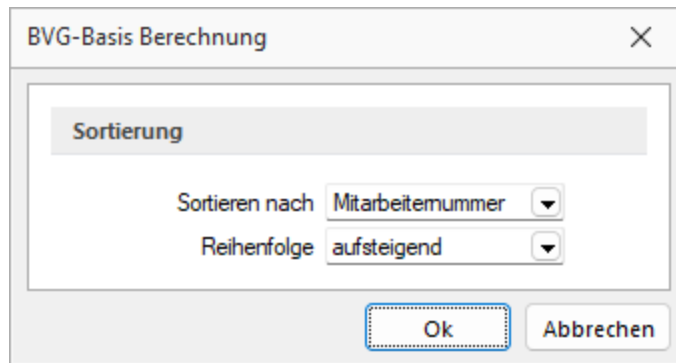 BVG-Basis Berechnung
Sortierung
Sortieren nach Mitarbeiternummer
Reihenfolge aufsteigend
Ok Abbrechen